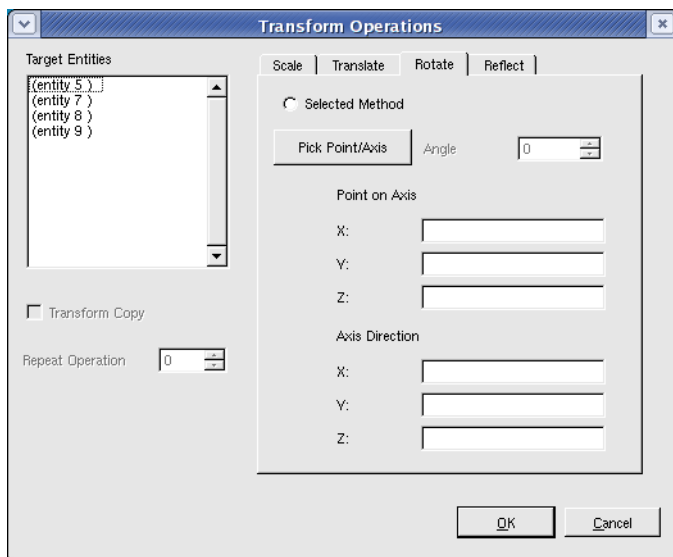 Transform Operations
Target Entities
(entity 5 )
(entity 7 )
(entity 8 )
(entity 9 )
Transform Copy
Repeat Operation 0
Scale Translate Rotate Reflect
Selected Method
Pick Point/Axis Angle 0
Point on Axis
X:
Y:
Z:
Axis Direction
X:
Y:
Z:
OK Cancel